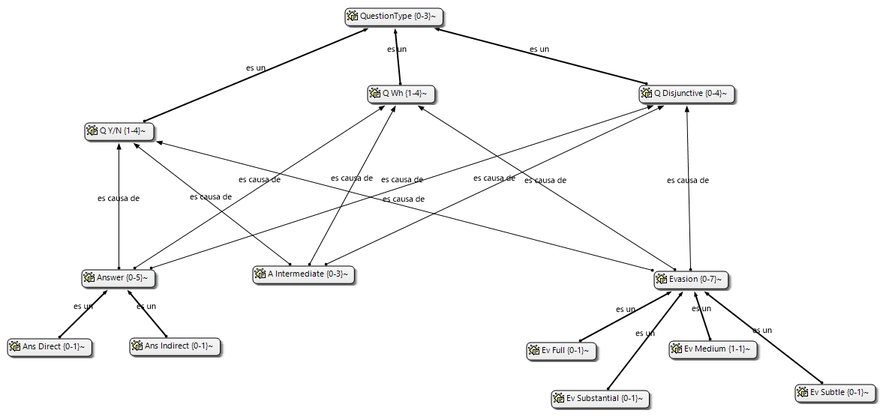 QuestionType {0-3}~
es un
es un
es un
Q Wh {1-4}~
Q Disjunctive {0-4}~
Q Y/N {1-4}~
es causa de
es causa de
es causa de
es causa de
es causa de
es causa de
es causa de
es causa de
es causa de
Answer {0-5}~
A Intermediate {0-3}~
Evasion {0-7}~
es un
es un
es un
es un
es un
es un
Ans Direct {0-1}~
Ans Indirect {0-1}~
Ev Full {0-1}~
Ev Medium {1-1}~
Ev Substantial {0-1}~
Ev Subtle {0-1}~